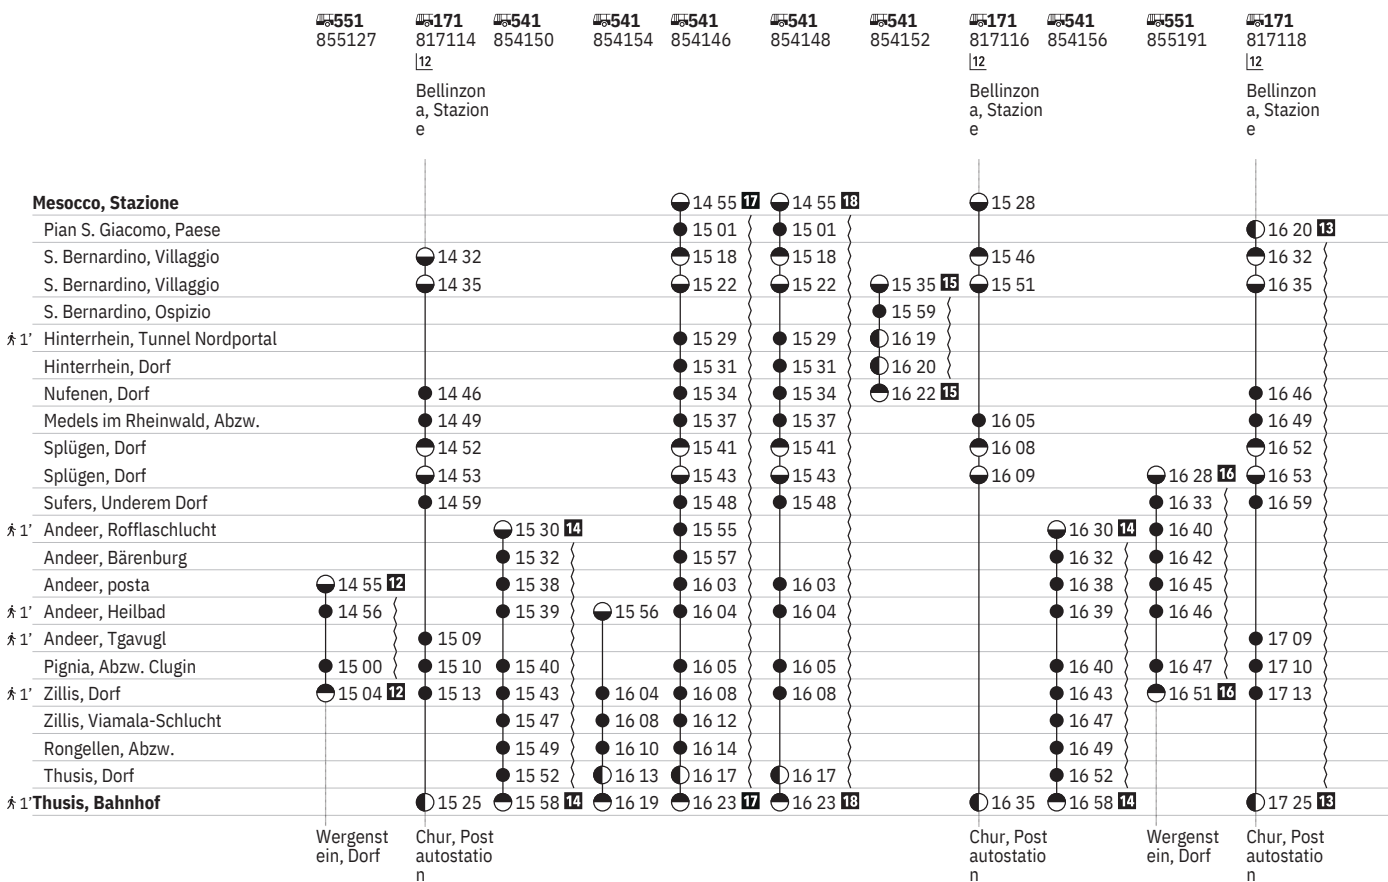 551 171 541 541 541 541 541 171 541 551 171
855127 817114 854150 854154 854146 854148 854152 817116 854156 855191 817118
12 12 12
Bellinzon Bellinzon Bellinzon
a, Stazion a, Stazion a, Stazion
e e e
Mesocco, Stazione 14 55 17 14 55 18 15 28
Pian S. Giacomo, Paese 15 01 15 01 16 20 13
S. Bernardino, Villaggio 14 32 15 18 15 18 15 46 16 32
S. Bernardino, Villaggio 14 35 15 22 15 22 15 35 15 15 51 16 35
S. Bernardino, Ospizio 15 59
1' Hinterrhein, Tunnel Nordportal 15 29 15 29 16 19
Hinterrhein, Dorf 15 31 15 31 16 20
Nufenen, Dorf 14 46 15 34 15 34 16 22 15 16 46
Medels im Rheinwald, Abzw. 14 49 15 37 15 37 16 05 16 49
Splügen, Dorf 14 52 15 41 15 41 16 08 16 52
Splügen, Dorf 14 53 15 43 15 43 16 09 16 28 16 16 53
Sufers, Underem Dorf 14 59 15 48 15 48 16 33 16 59
1' Andeer, Rofflaschlucht 15 30 14 15 55 16 30 14 16 40
Andeer, Bärenburg 15 32 15 57 16 32 16 42
Andeer, posta 14 55 12 15 38 16 03 16 03 16 38 16 45
1' Andeer, Heilbad 14 56 15 39 15 56 16 04 16 04 16 39 16 46
1' Andeer, Tgavugl 15 09 17 09
Pignia, Abzw. Clugin 15 00 15 10 15 40 16 05 16 05 16 40 16 47 17 10
1' Zillis, Dorf 15 04 12 15 13 15 43 16 04 16 08 16 08 16 43 16 51 16 17 13
Zillis, Viamala-Schlucht 15 47 16 08 16 12 16 47
Rongellen, Abzw. 15 49 16 10 16 14 16 49
Thusis, Dorf 15 52 16 13 16 17 16 17 16 52
1' Thusis, Bahnhof 15 25 15 58 14 16 19 16 23 17 16 23 18 16 35 16 58 14 17 25 13
Wergenst Chur, Post Chur, Post Wergenst Chur, Post
ein, Dorf autostatio autostatio ein, Dorf autostatio
n n n